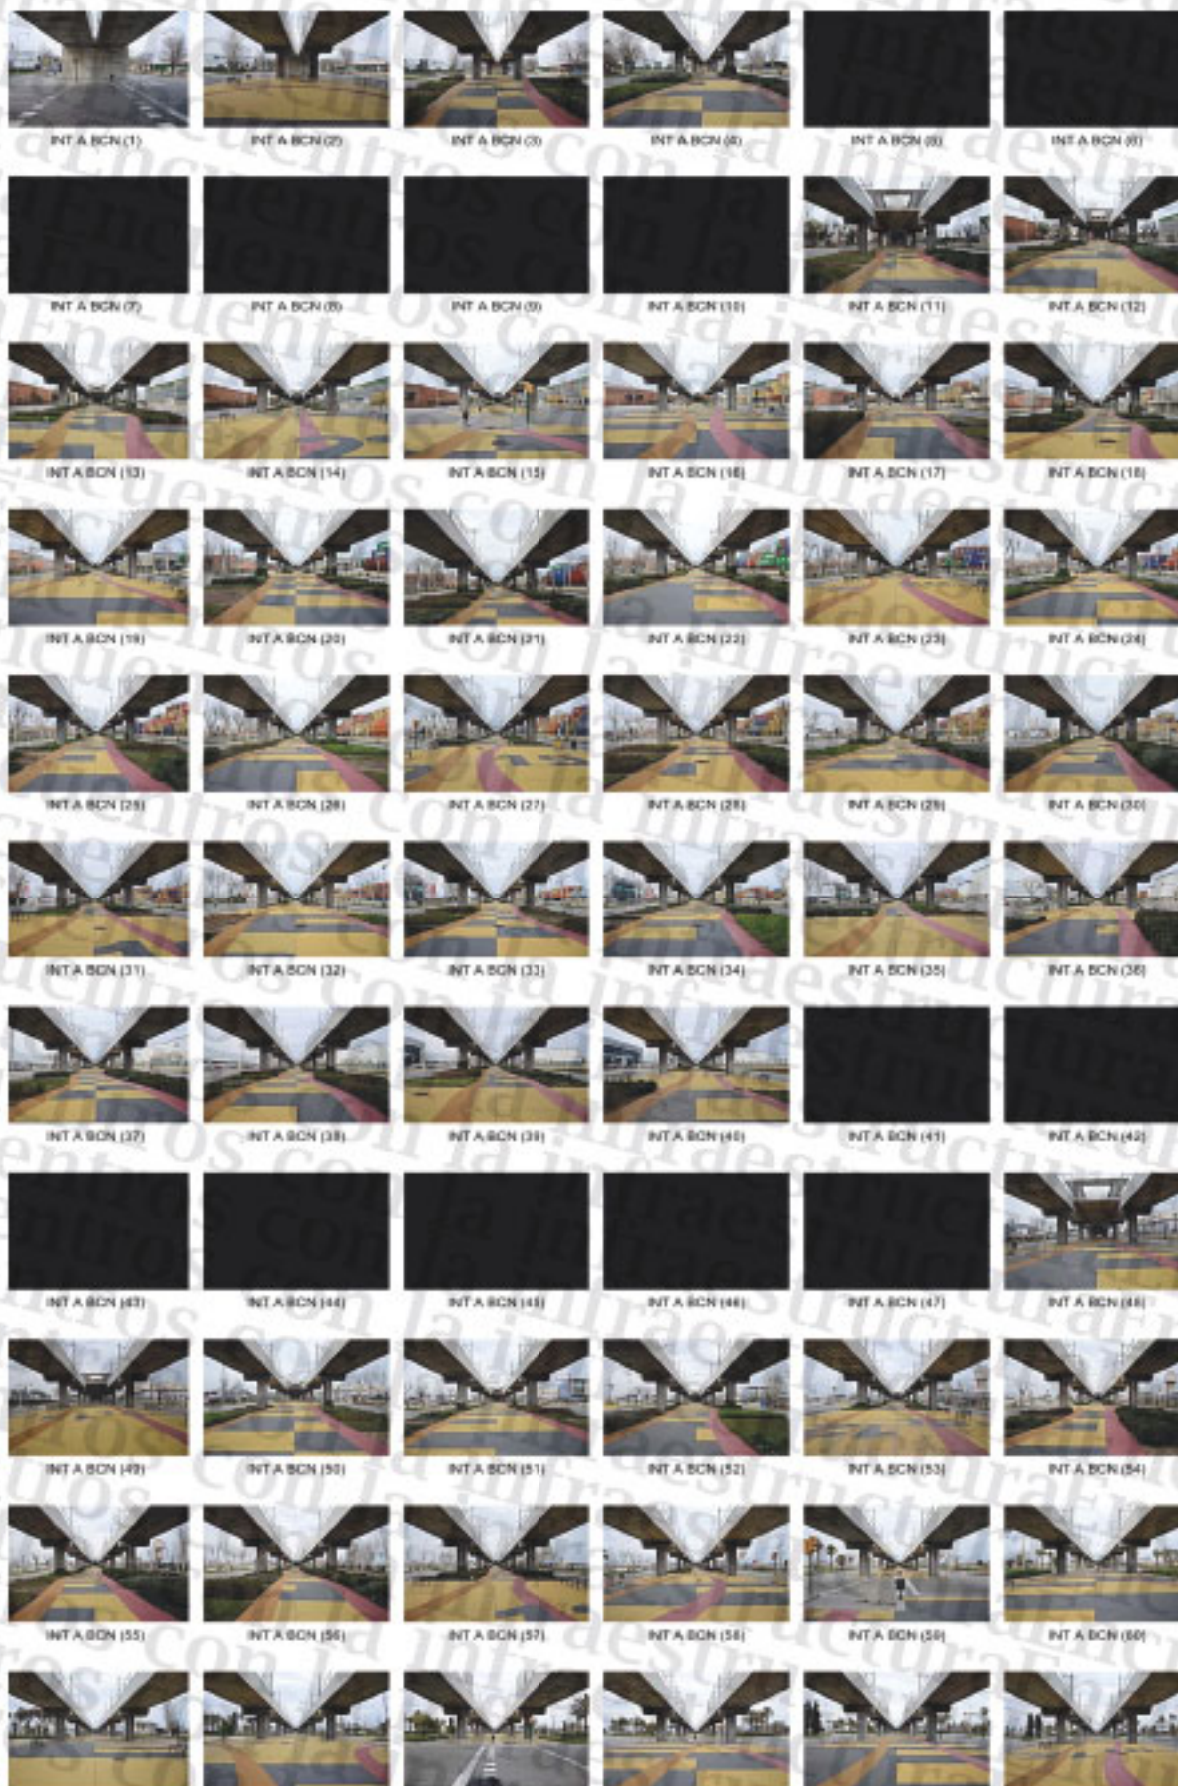 INT A BCN (1) INT A BCN (2) INT A BCN (3) INT A BCN (4) INT A BCN (5) INT A BCN (6)
INT A BCN (7) INT A BCN (8) INT A BCN (9) INT A BCN (10) INT A BCN (11) INT A BCN (12)
INT A BCN (13) INT A BCN (14) INT A BCN (15) INT A BCN (16) INT A BCN (17) INT A BCN (18)
INT A BCN (19) INT A BCN (20) INT A BCN (21) INT A BCN (22) INT A BCN (23) INT A BCN (24)
INT A BCN (25) INT A BCN (26) INT A BCN (27) INT A BCN (28) INT A BCN (29) INT A BCN (30)
INT A BCN (31) INT A BCN (32) INT A BCN (33) INT A BCN (34) INT A BCN (35) INT A BCN (36)
INT A BCN (37) INT A BCN (38) INT A BCN (39) INT A BCN (40) INT A BCN (41) INT A BCN (42)
INT A BCN (43) INT A BCN (44) INT A BCN (45) INT A BCN (46) INT A BCN (47) INT A BCN (48)
INT A BCN (49) INT A BCN (50) INT A BCN (51) INT A BCN (52) INT A BCN (53) INT A BCN (54)
INT A BCN (55) INT A BCN (56) INT A BCN (57) INT A BCN (58) INT A BCN (59) INT A BCN (60)
Encuentros con la infraestructura